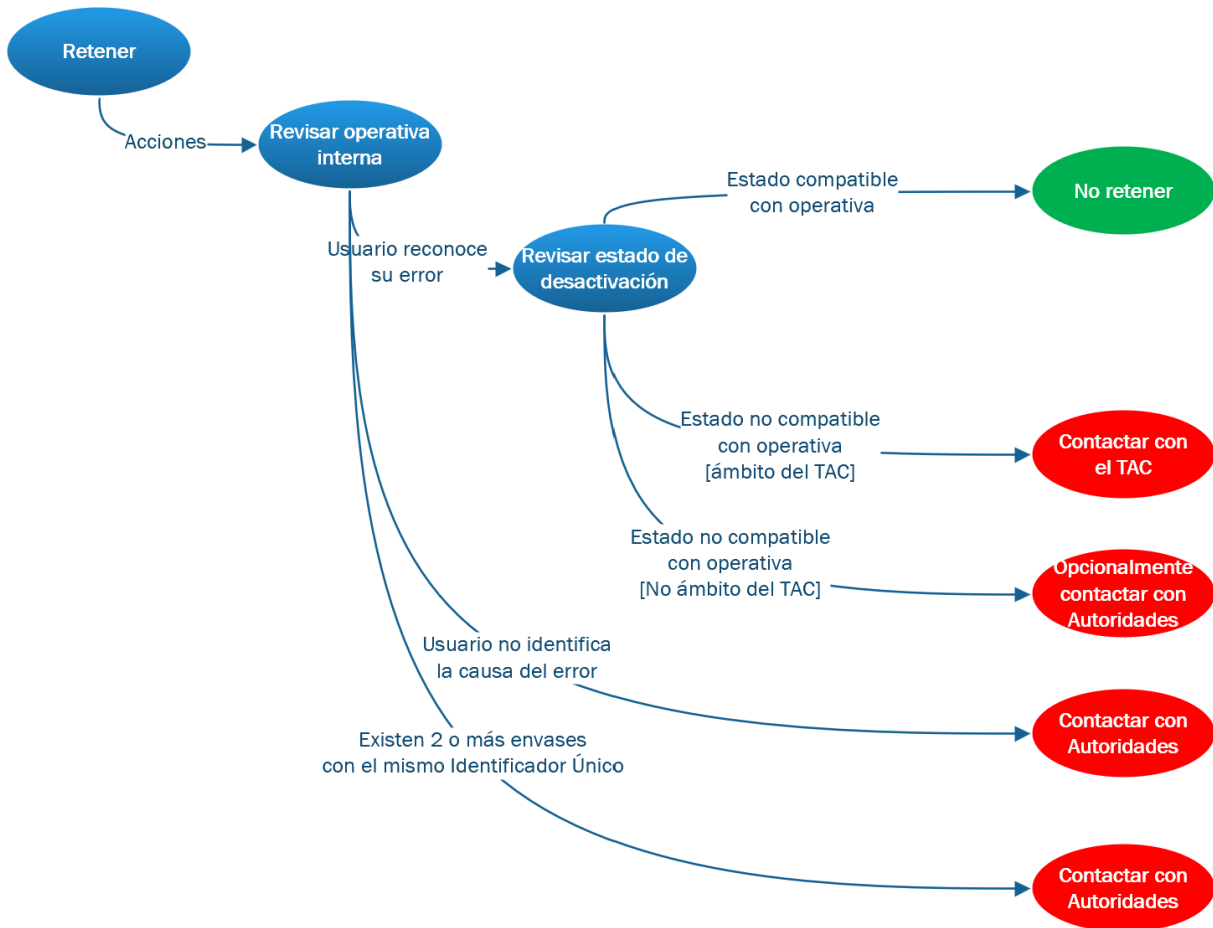 Retener
Acciones
Revisar operativa
interna
Usuario reconoce
su error
Revisar estado de
desactivación
Estado compatible
con operativa
No retener
Estado no compatible
con operativa
[ámbito del TAC]
Contactar con
el TAC
Estado no compatible
con operativa
[No ámbito del TAC]
Opcionalmente
contactar con
Autoridades
Usuario no identifica
la causa del error
Contactar con
Autoridades
Existen 2 o más envases
con el mismo Identificador Único
Contactar con
Autoridades